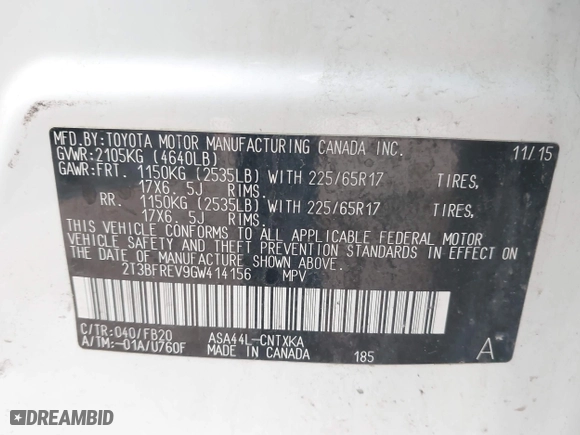 MFD.BY:TOYOTA MOTOR MANUFACTURING CANADA INC.
11/15
GVWR:2105KG (4640LB)
GAWR:FRT. 1150KG (2535LB) WITH 225/65R17 TIRES,
17X6.5J RIMS.
RR. 1150KG (2535LB) WITH 225/65R17 TIRES,
17X6.5J RIMS.
THIS VEHICLE CONFORMS TO ALL APPLICABLE FEDERAL MOTOR
VEHICLE SAFETY AND THEFT PREVENTION STANDARDS IN EFFECT ON
THE DATE OF MANUFACTURE SHOWN ABOVE.
2T3BFREV9GW414156 MPV
C/TR:040/FB20 ASA44L-CNTXKA
A/TM:-01A/U760F MADE IN CANADA 185 A
DREAMBID